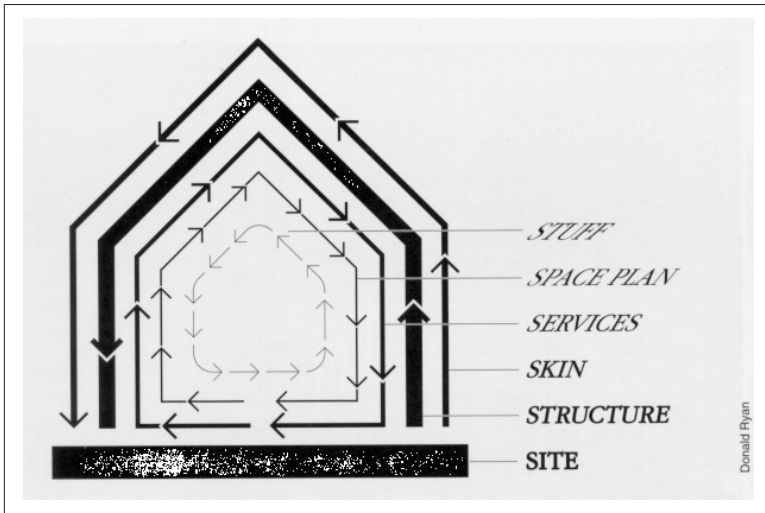 STUFF
SPACE PLAN
SERVICES
SKIN
STRUCTURE
SITE
Donald Ryan